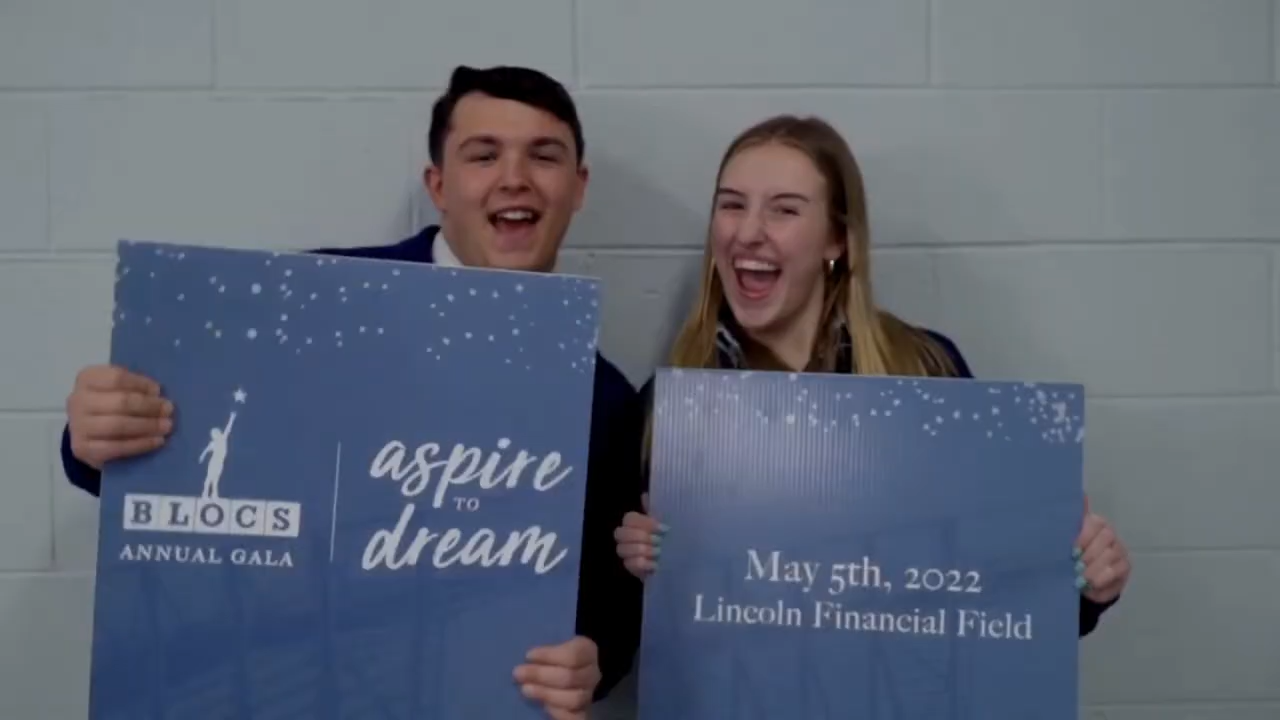 BLOCS
ANNUAL GALA
aspire
TO
dream
May 5th, 2022
Lincoln Financial Field